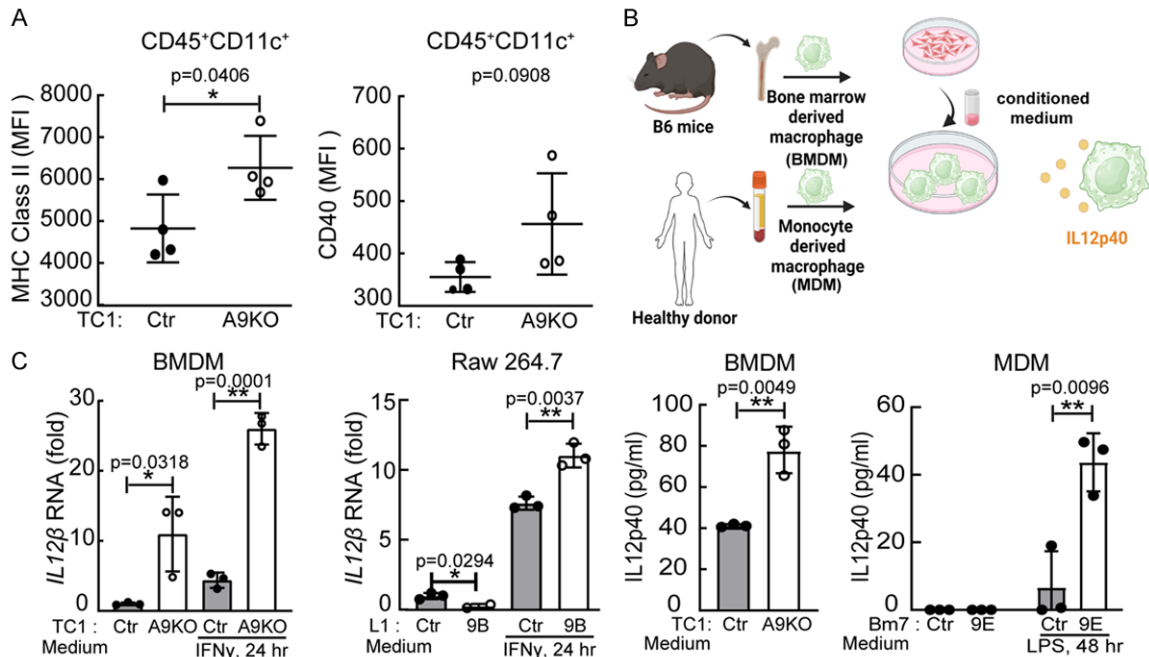 A
CD45⁺CD11c⁺
p=0.0406
*
MHC Class II (MFI )
8000
7000
6000
5000
4000
3000
TC1: Ctr A9KO
CD45⁺CD11c⁺
p=0.0908
CD40 (MFI)
700
600
500
400
300
TC1: Ctr A9KO
B
B6 mice
Bone marrow
derived
macrophage
(BMDM)
conditioned
medium
Healthy donor
Monocyte
derived
macrophage
(MDM)
IL12p40
C
BMDM
p=0.0001
**
p=0.0318
*
IL12β RNA (fold)
30
20
10
0
TC1 : Ctr A9KO Ctr A9KO
Medium IFNγ, 24 hr
Raw 264.7
p=0.0037
**
p=0.0294
*
IL12β RNA (fold)
15
10
5
0
L1 : Ctr 9B Ctr 9B
Medium IFNγ, 24 hr
BMDM
p=0.0049
**
IL12p40 (pg/ml)
100
80
60
40
20
0
TC1 : Ctr A9KO
Medium
MDM
p=0.0096
**
IL12p40 (pg/ml)
60
40
20
0
Bm7 : Ctr 9E Ctr 9E
Medium LPS, 48 hr